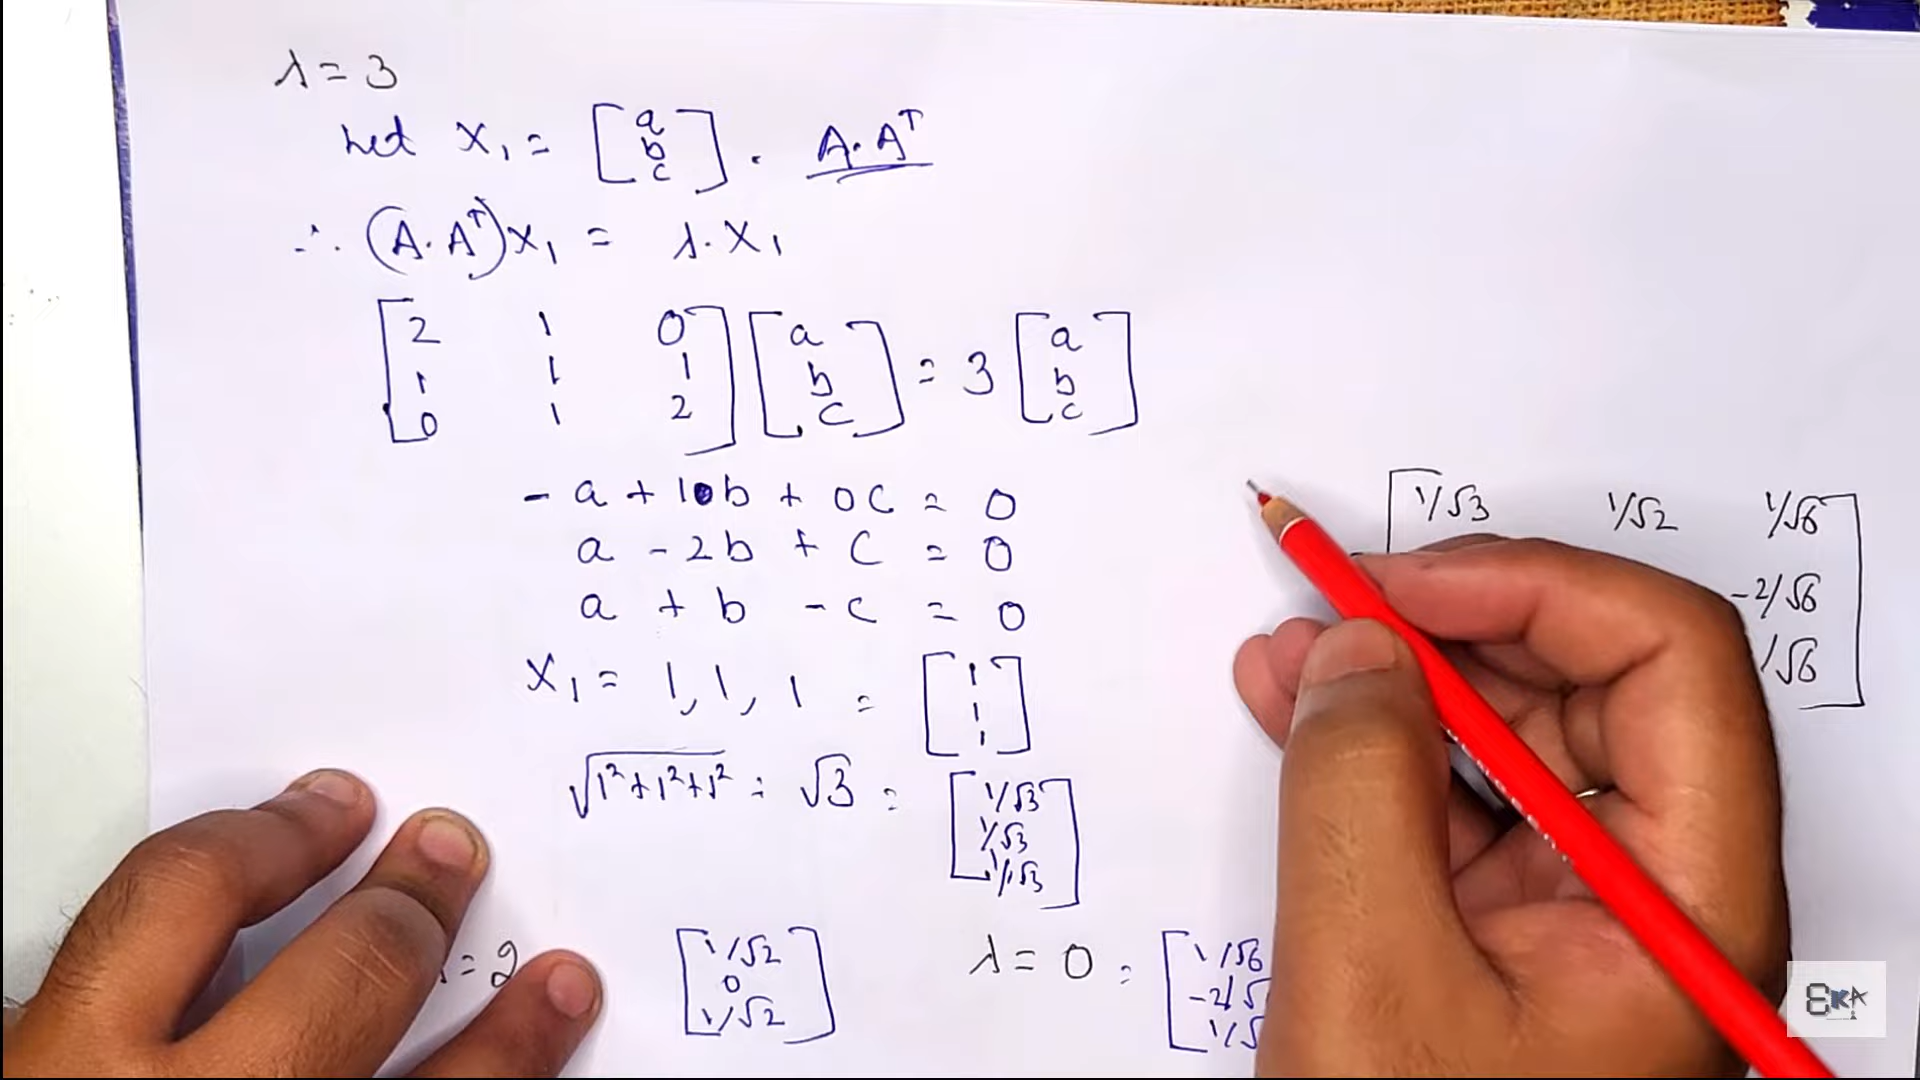 λ = 3
Let X₁ = [a b c] . A·Aᵀ
∴ (A·Aᵀ)X₁ = λ·X₁
[2 1 0] [a] = 3 [a]
[1 1 1] [b] [b]
[0 1 2] [c] [c]
- a + 1b + 0c = 0
a - 2b + c = 0
a + b - c = 0
X₁ = 1, 1, 1 = [1 1 1]
√1²+1²+1² = √3 = [1/√3 1/√3 1/√3]
λ = 2 [1/√2 0 1/√2] λ = 0 = [1/√6 -2/√ 1/√
1/√3 1/√2 1/√6
-2/√6
1/√6
EKA